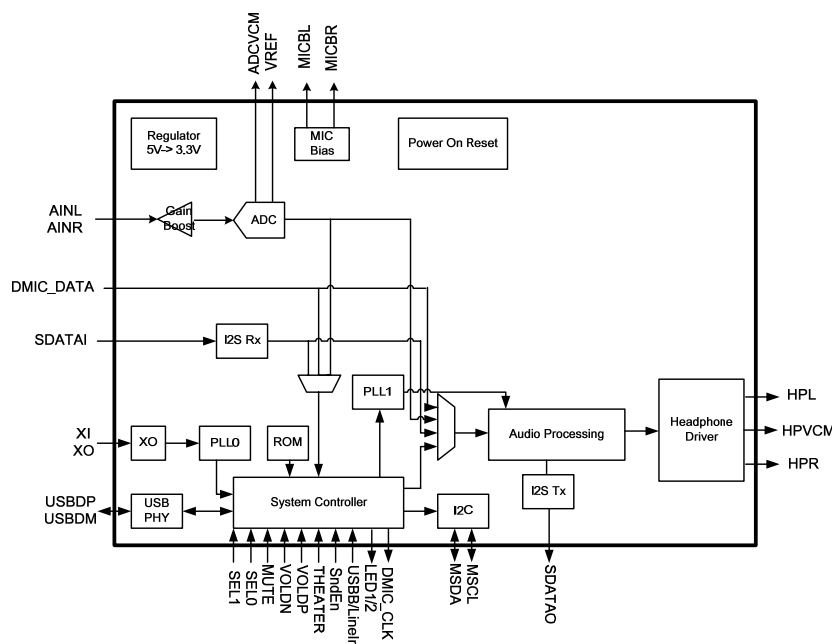 ADCVCM
VREF
MICBL
MICBR
Regulator
5V-> 3.3V
MIC
Bias
Power On Reset
AINL
AINR
Gain
Boost
ADC
DMIC_DATA
SDATAI
I2S Rx
PLL1
HPL
HPVCM
HPR
Headphone
Driver
Audio Processing
XI
XO
XO
PLL0
ROM
I2S Tx
USBDP
USBDM
USB
PHY
System Controller
I2C
SEL1
SEL0
MUTE
VOLDN
VOLDP
THEATER
SndEn
USBB/LineIn
LED1/2
DMIC_CLK
MSDA
MSCL
SDATAO